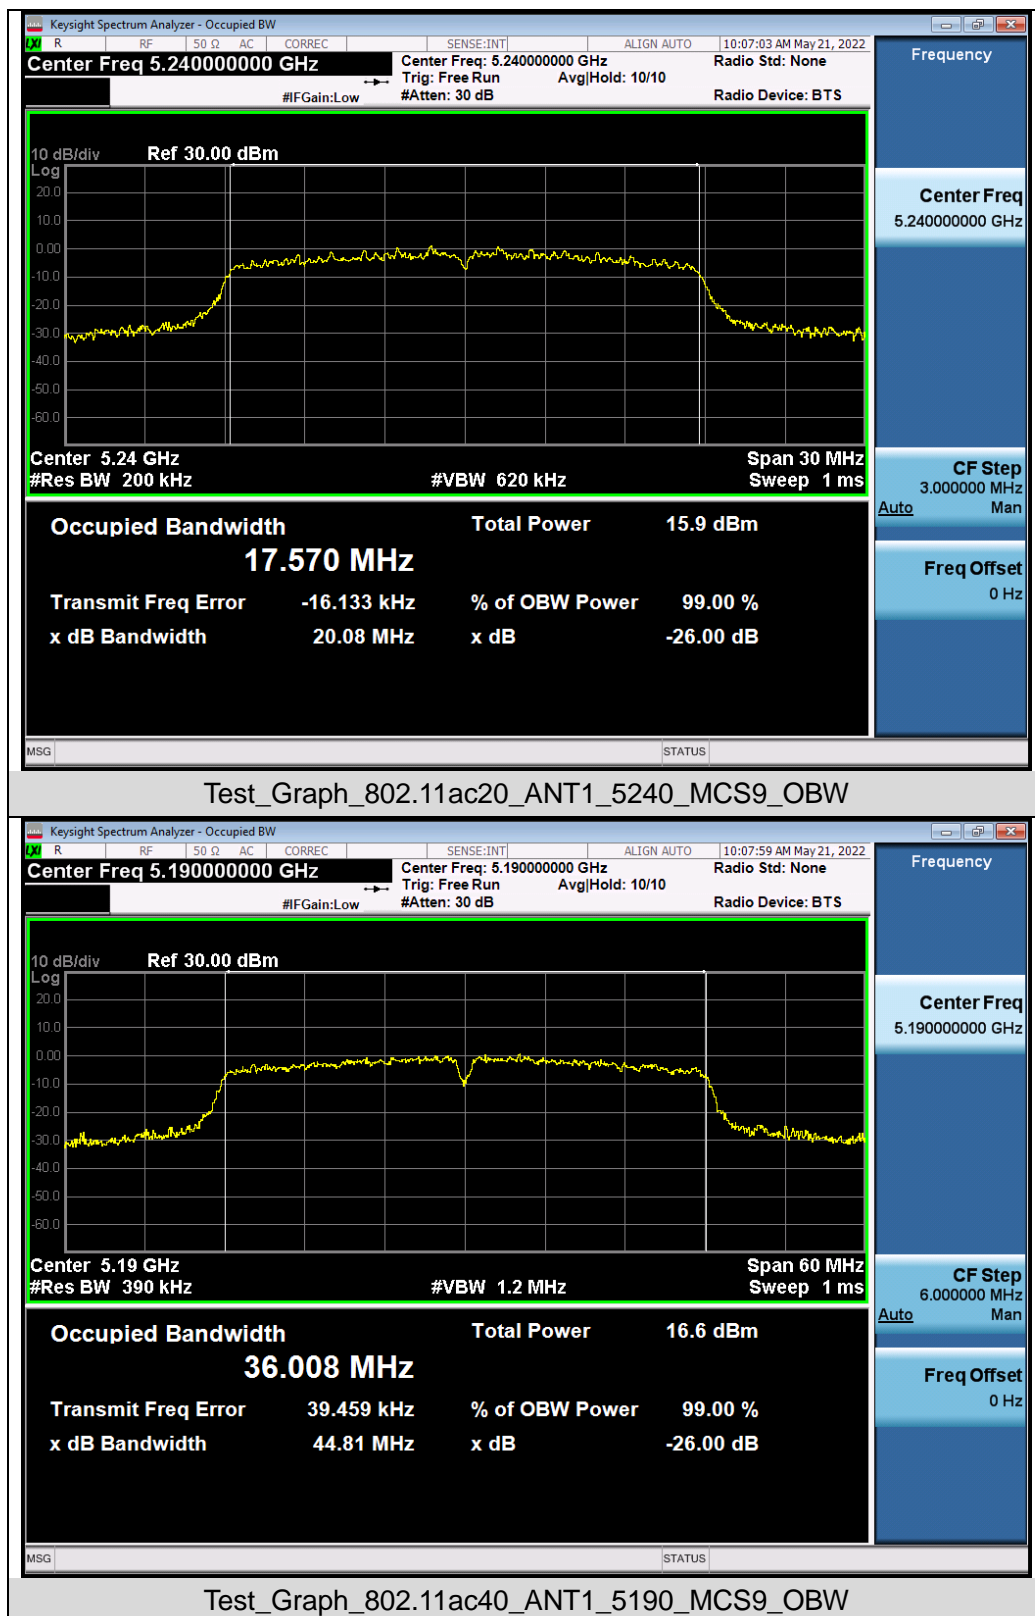 Keysight Spectrum Analyzer - Occupied BW
LXI R RF 50 Ω AC CORREC SENSE:INT ALIGN AUTO 10:07:03 AM May 21, 2022
Center Freq 5.240000000 GHz
Center Freq: 5.240000000 GHz
Radio Std: None
Trig: Free Run Avg|Hold: 10/10
#IFGain:Low
#Atten: 30 dB
Radio Device: BTS
Frequency
10 dB/div Ref 30.00 dBm
Log
20.0
10.0
0.00
-10.0
-20.0
-30.0
-40.0
-50.0
-60.0
Center Freq
5.240000000 GHz
Center 5.24 GHz Span 30 MHz
#Res BW 200 kHz #VBW 620 kHz Sweep 1 ms
CF Step
3.000000 MHz
Auto Man
Occupied Bandwidth Total Power 15.9 dBm
17.570 MHz
Transmit Freq Error -16.133 kHz % of OBW Power 99.00 %
x dB Bandwidth 20.08 MHz x dB -26.00 dB
Freq Offset
0 Hz
MSG STATUS
Test_Graph_802.11ac20_ANT1_5240_MCS9_OBW
Keysight Spectrum Analyzer - Occupied BW
LXI R RF 50 Ω AC CORREC SENSE:INT ALIGN AUTO 10:07:59 AM May 21, 2022
Center Freq 5.190000000 GHz
Center Freq: 5.190000000 GHz
Radio Std: None
Trig: Free Run Avg|Hold: 10/10
#IFGain:Low
#Atten: 30 dB
Radio Device: BTS
Frequency
10 dB/div Ref 30.00 dBm
Log
20.0
10.0
0.00
-10.0
-20.0
-30.0
-40.0
-50.0
-60.0
Center Freq
5.190000000 GHz
Center 5.19 GHz Span 60 MHz
#Res BW 390 kHz #VBW 1.2 MHz Sweep 1 ms
CF Step
6.000000 MHz
Auto Man
Occupied Bandwidth Total Power 16.6 dBm
36.008 MHz
Transmit Freq Error 39.459 kHz % of OBW Power 99.00 %
x dB Bandwidth 44.81 MHz x dB -26.00 dB
Freq Offset
0 Hz
MSG STATUS
Test_Graph_802.11ac40_ANT1_5190_MCS9_OBW